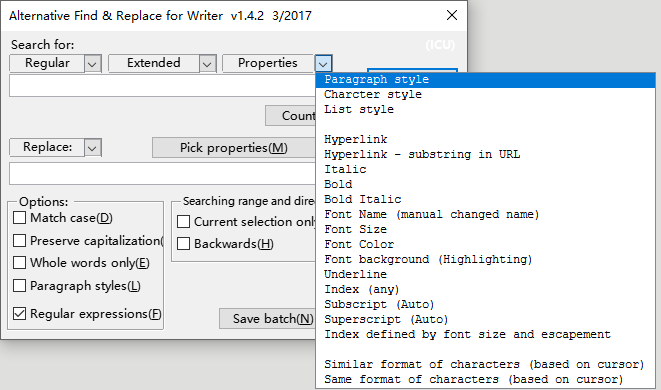 Alternative Find & Replace for Writer v1.4.2 3/2017
Search for:
(ICU)
Regular
Extended
Properties
Count
Replace:
Pick properties(M)
Options:
Match case(D)
Preserve capitalization(
Whole words only(E)
Paragraph styles(L)
Regular expressions(F)
Searching range and dire
Current selection only
Backwards(H)
Save batch(N)
Paragraph style
Charcter style
List style
Hyperlink
Hyperlink - substring in URL
Italic
Bold
Bold Italic
Font Name (manual changed name)
Font Size
Font Color
Font background (Highlighting)
Underline
Index (any)
Subscript (Auto)
Superscript (Auto)
Index defined by font size and escapement
Similar format of characters (based on cursor)
Same format of characters (based on cursor)